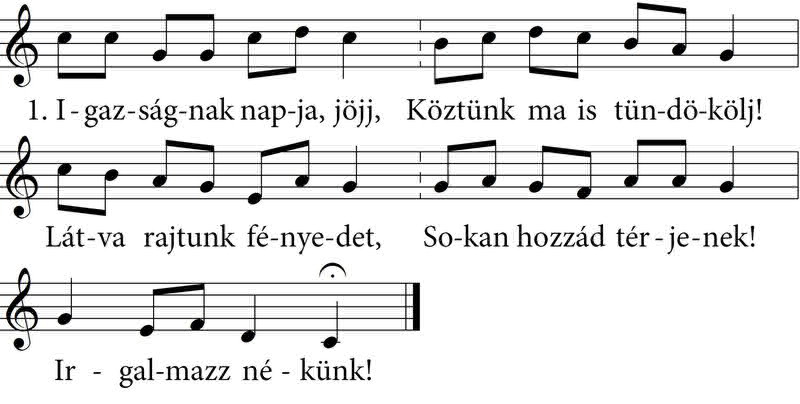 1. I - gaz-ság-nak nap-ja, jöjj, Köztünk ma is tün-dö-kölj!
Lát-va rajtunk fé-nye-det, So-kan hozzád tér - je-nek!
Ir - gal-mazz né - künk!